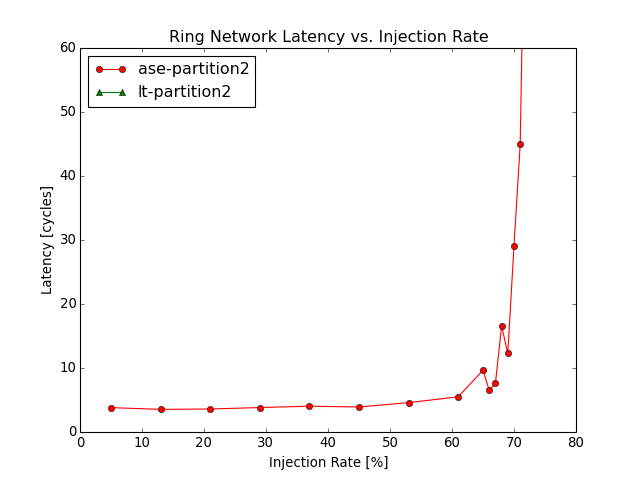 Ring Network Latency vs. Injection Rate
ase-partition2
lt-partition2
60
50
40
30
20
10
0
Latency [cycles]
0 10 20 30 40 50 60 70 80
Injection Rate [%]